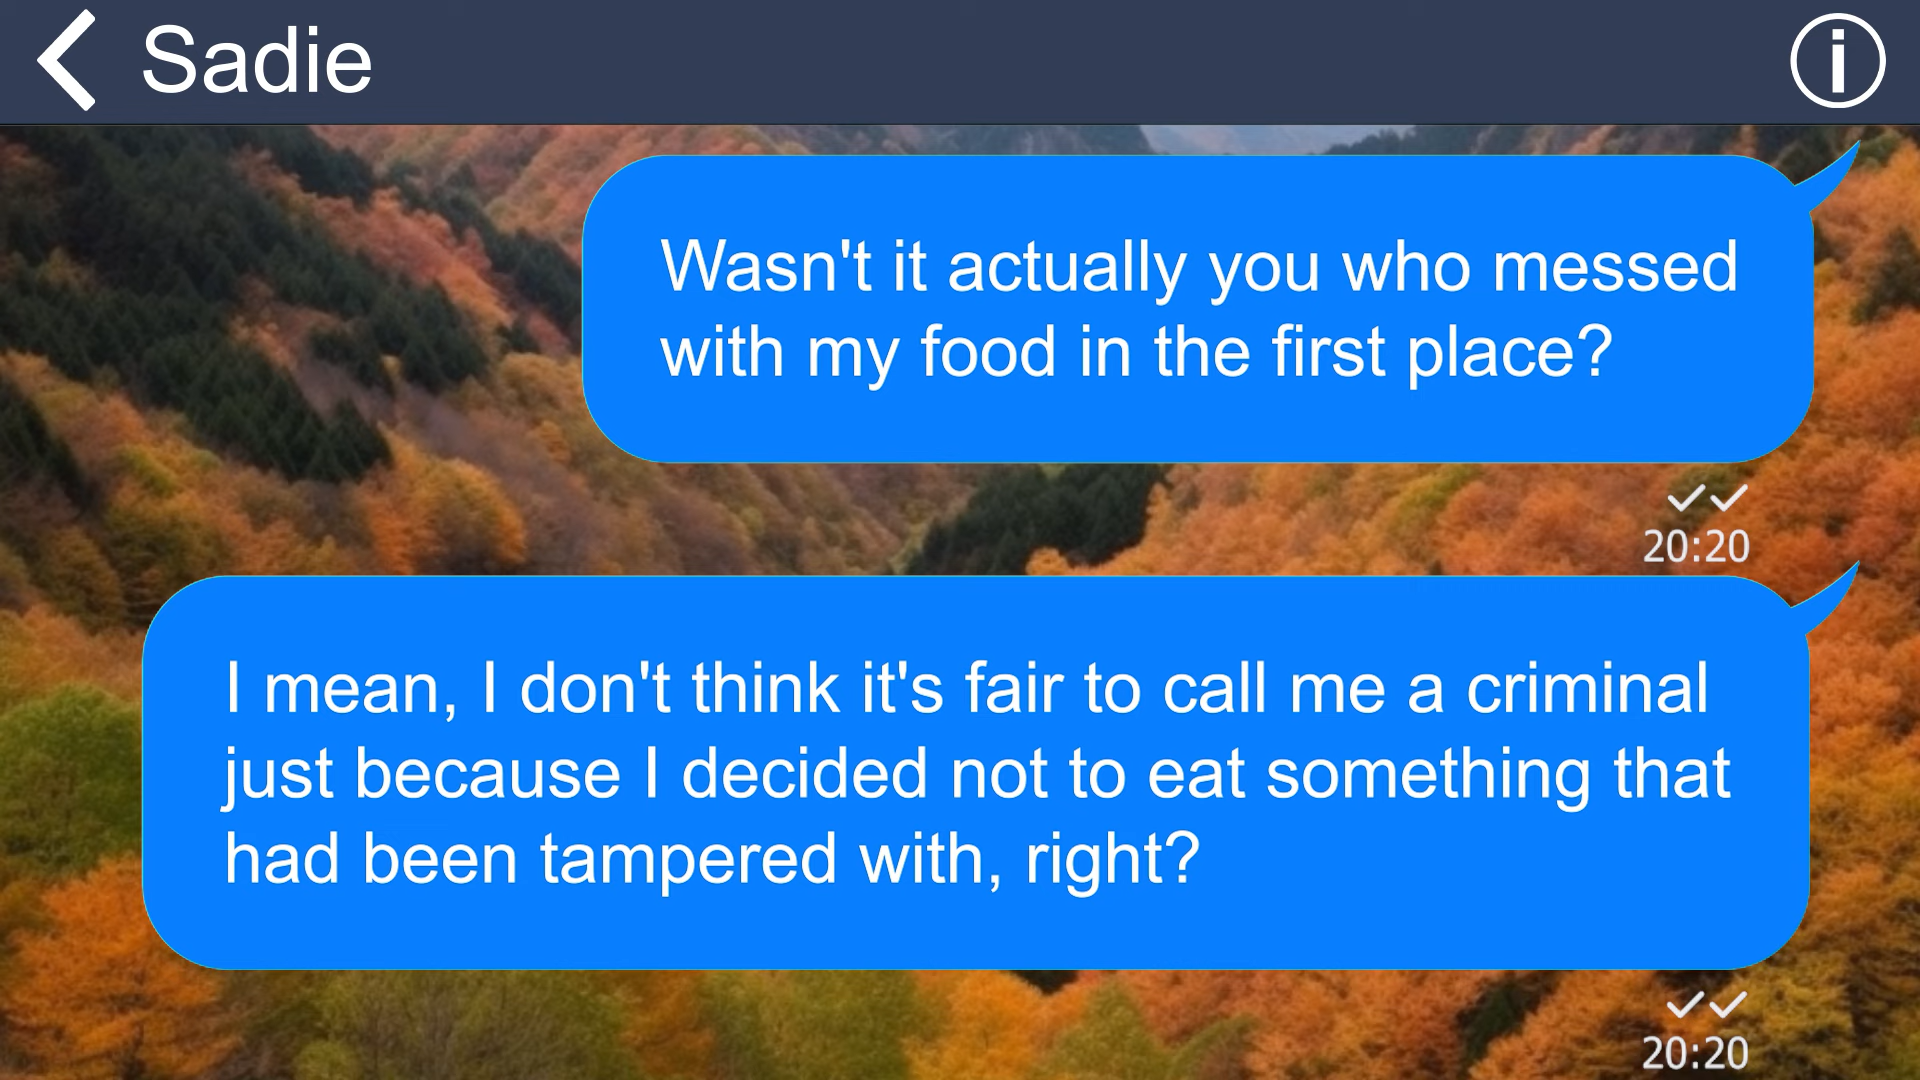 Sadie
Wasn't it actually you who messed
with my food in the first place?
20:20
I mean, I don't think it's fair to call me a criminal
just because I decided not to eat something that
had been tampered with, right?
20:20